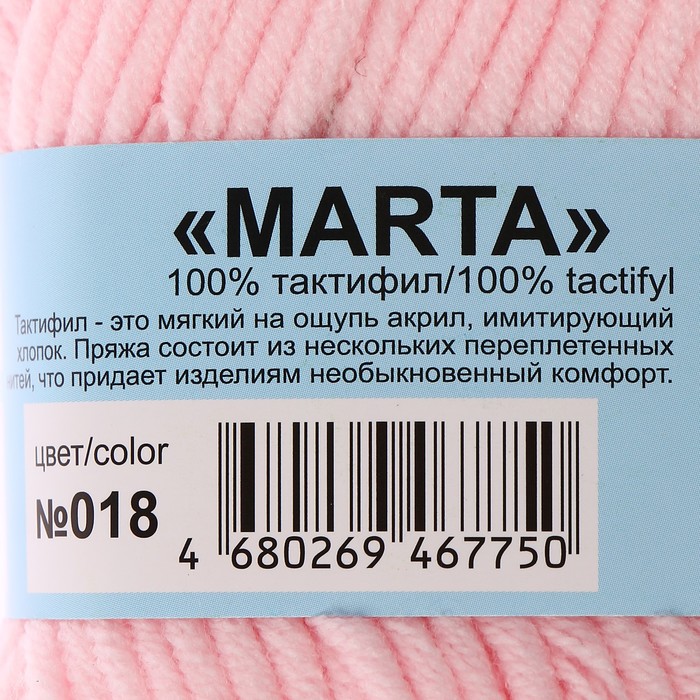 «MARTA»
100% тактифил/100% tactifyl
Тактифил - это мягкий на ощупь акрил, имитирующий
хлопок. Пряжа состоит из нескольких переплетенных
нитей, что придает изделиям необыкновенный комфорт.
цвет/color
№018
4 680269 467750